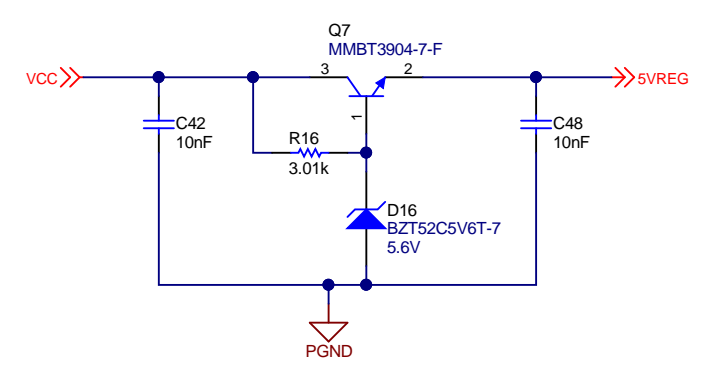 Q7
MMBT3904-7-F
VCC
3
2
5VREG
1
C42
10nF
R16
3.01k
C48
10nF
D16
BZT52C5V6T-7
5.6V
PGND